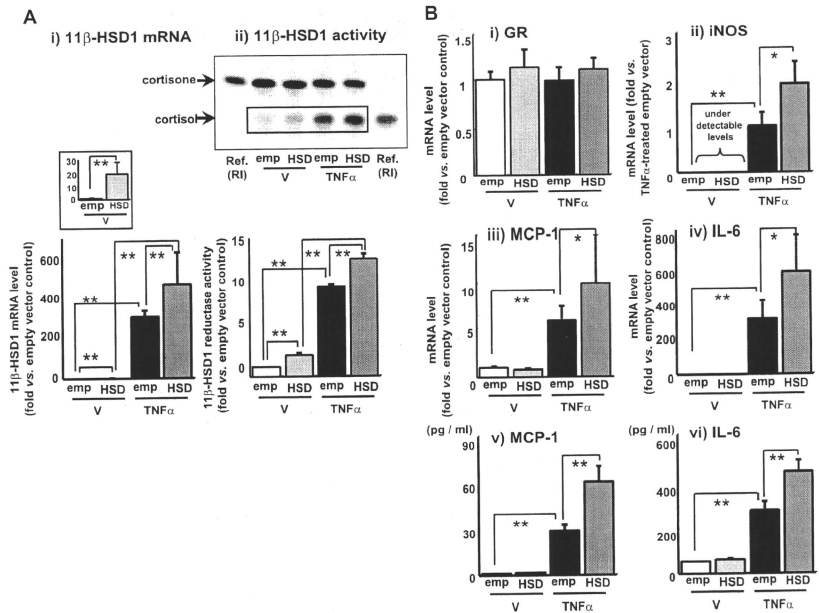 A
i) 11β-HSD1 mRNA
ii) 11β-HSD1 activity
cortisone
cortisol
Ref. (RI) emp HSD emp HSD Ref. (RI)
V TNFα
30
20
10
0
**
emp HSD
V
11β-HSD1 mRNA level
(fold vs. empty vector control)
600
400
200
0
** ** ** **
emp HSD emp HSD
V TNFα
11β-HSD1 reductase activity
(fold vs. empty vector control)
15
10
5
0
** ** ** **
emp HSD emp HSD
V TNFα
B
i) GR
mRNA level
(fold vs. empty vector control)
1.5
1
0.5
0
emp HSD emp HSD
V TNFα
ii) iNOS
mRNA level (fold vs.
TNFα-treated empty vector)
3
2
1
0
** *
under
detectable
levels
emp HSD emp HSD
V TNFα
iii) MCP-1
mRNA level
(fold vs. empty vector control)
15
10
5
0
** *
emp HSD emp HSD
V TNFα
iv) IL-6
mRNA level
(fold vs. empty vector control)
800
600
400
200
0
** *
emp HSD emp HSD
V TNFα
v) MCP-1
(pg / ml)
90
60
30
0
** **
emp HSD emp HSD
V TNFα
vi) IL-6
(pg / ml)
600
400
200
0
** **
emp HSD emp HSD
V TNFα